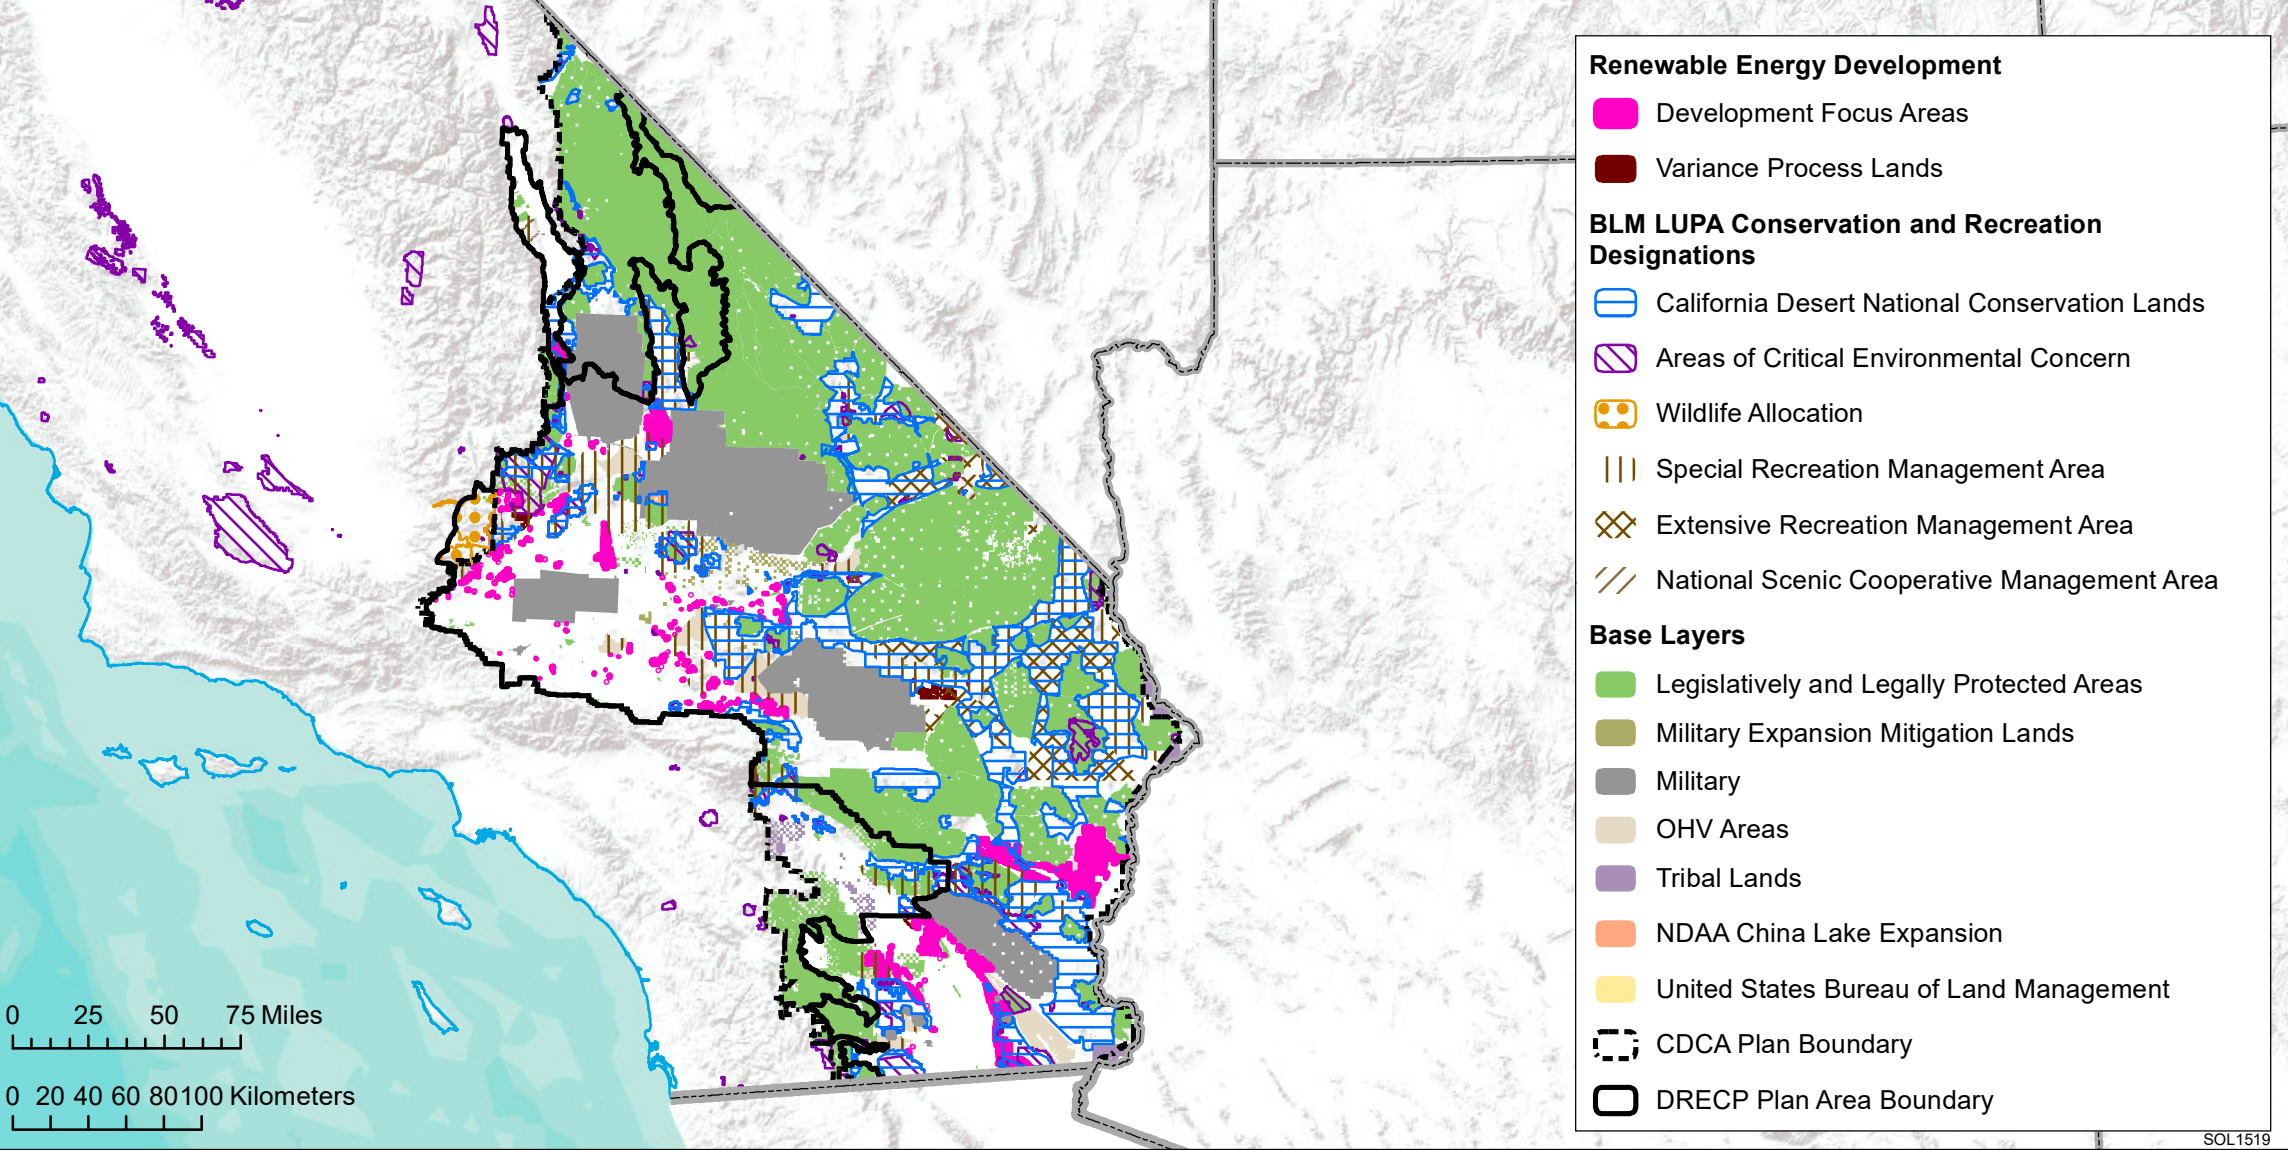 Renewable Energy Development
Development Focus Areas
Variance Process Lands
BLM LUPA Conservation and Recreation
Designations
California Desert National Conservation Lands
Areas of Critical Environmental Concern
Wildlife Allocation
Special Recreation Management Area
Extensive Recreation Management Area
National Scenic Cooperative Management Area
Base Layers
Legislatively and Legally Protected Areas
Military Expansion Mitigation Lands
Military
OHV Areas
Tribal Lands
NDAA China Lake Expansion
United States Bureau of Land Management
CDCA Plan Boundary
DRECP Plan Area Boundary
0 25 50 75 Miles
0 20 40 60 80 100 Kilometers
SOL1519